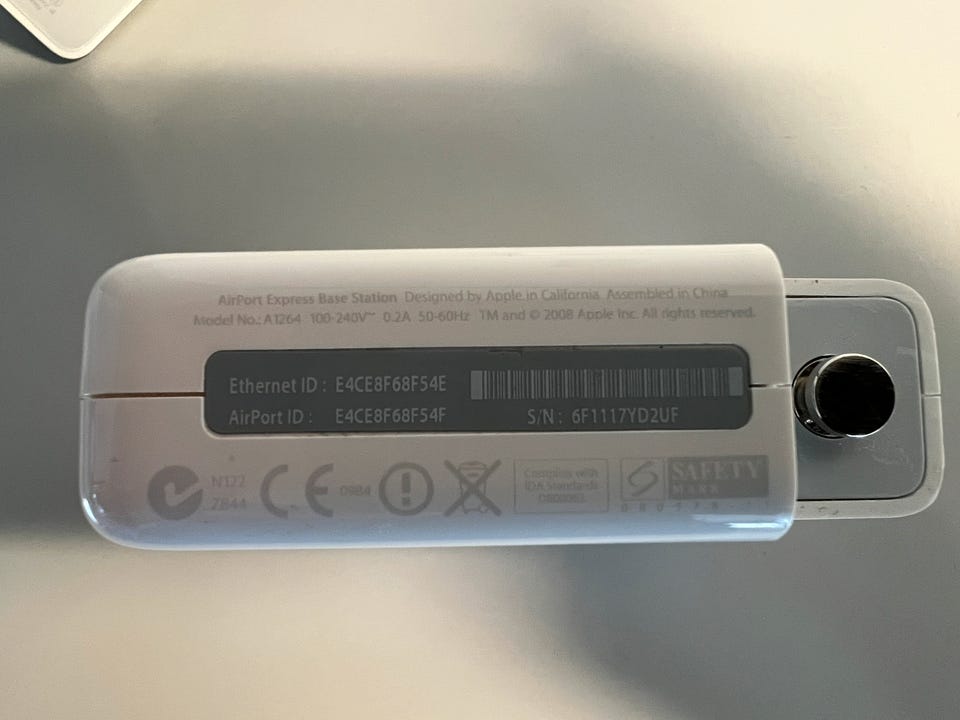 AirPort Express Base Station Designed by Apple in California Assembled in China
Model No.: A1264 100-240V~ 0.2A 50-60Hz TM and © 2008 Apple Inc. All rights reserved.
Ethernet ID : E4CE8F68F54E
AirPort ID : E4CE8F68F54F S/N : 6F1117YD2UF
N122
Z844
CE 0984
Complies with
IDA Standards
SAFETY
MARK